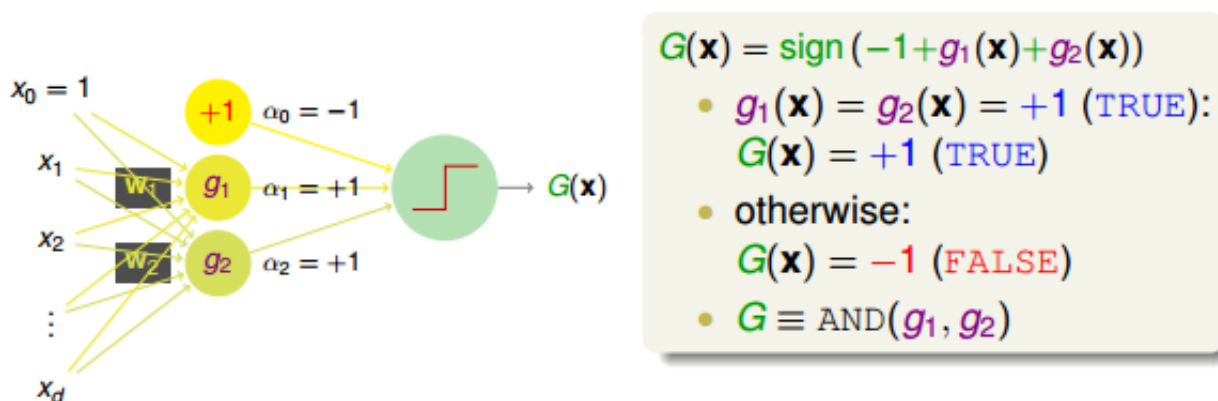 x₀ = 1
x₁
x₂
⋮
x_d
w₁
w₂
+1
g₁
g₂
α₀ = −1
α₁ = +1
α₂ = +1
G(x)
G(x) = sign (−1+g₁(x)+g₂(x))
• g₁(x) = g₂(x) = +1 (TRUE):
G(x) = +1 (TRUE)
• otherwise:
G(x) = −1 (FALSE)
• G ≡ AND(g₁, g₂)